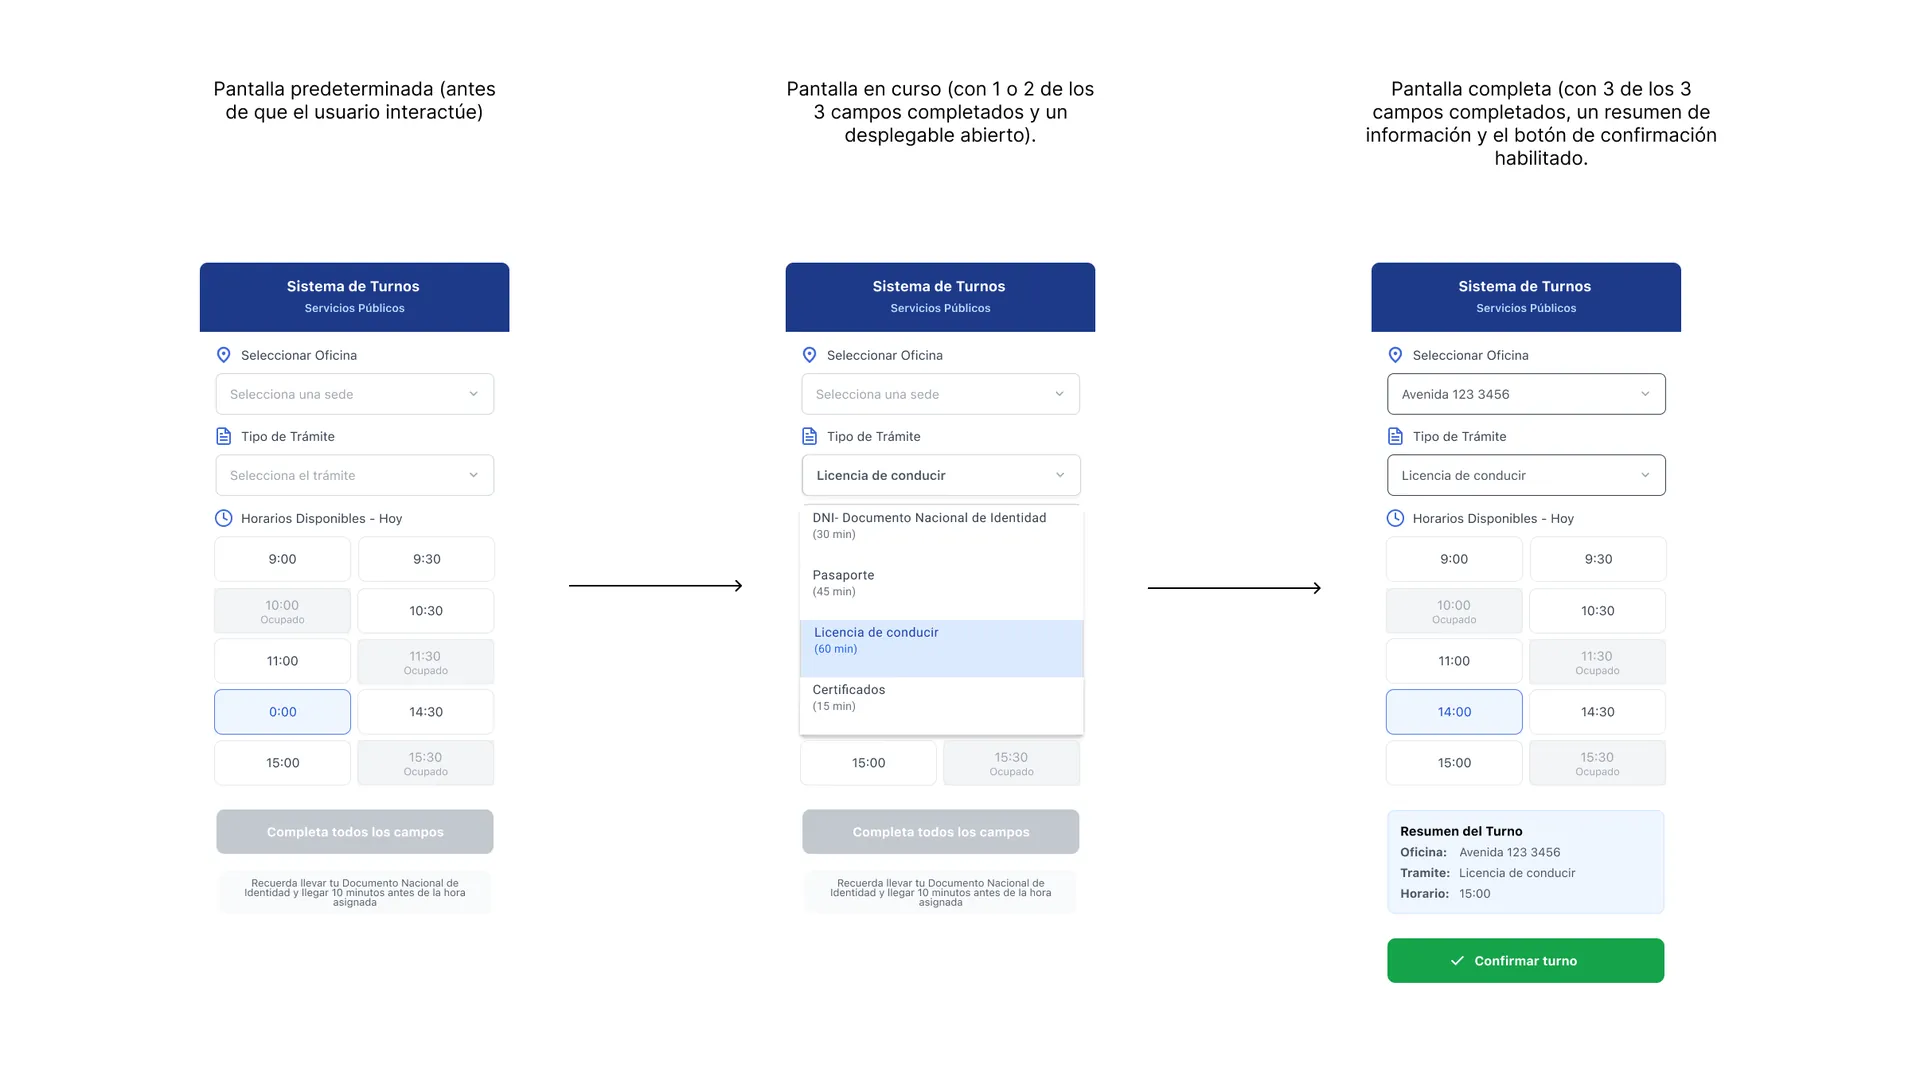 Pantalla predeterminada (antes
de que el usuario interactúe)
Sistema de Turnos
Servicios Públicos
Seleccionar Oficina
Selecciona una sede
Tipo de Trámite
Selecciona el trámite
Horarios Disponibles - Hoy
9:00
9:30
10:00
Ocupado
10:30
11:00
11:30
Ocupado
0:00
14:30
15:00
15:30
Ocupado
Completa todos los campos
Recuerda llevar tu Documento Nacional de
Identidad y llegar 10 minutos antes de la hora
asignada
Pantalla en curso (con 1 o 2 de los
3 campos completados y un
desplegable abierto).
Sistema de Turnos
Servicios Públicos
Seleccionar Oficina
Selecciona una sede
Tipo de Trámite
Licencia de conducir
DNI- Documento Nacional de Identidad
(30 min)
Pasaporte
(45 min)
Licencia de conducir
(60 min)
Certificados
(15 min)
15:00
15:30
Ocupado
Completa todos los campos
Recuerda llevar tu Documento Nacional de
Identidad y llegar 10 minutos antes de la hora
asignada
Pantalla completa (con 3 de los 3
campos completados, un resumen de
información y el botón de confirmación
habilitado.
Sistema de Turnos
Servicios Públicos
Seleccionar Oficina
Avenida 123 3456
Tipo de Trámite
Licencia de conducir
Horarios Disponibles - Hoy
9:00
9:30
10:00
Ocupado
10:30
11:00
11:30
Ocupado
14:00
14:30
15:00
15:30
Ocupado
Resumen del Turno
Oficina: Avenida 123 3456
Tramite: Licencia de conducir
Horario: 15:00
Confirmar turno